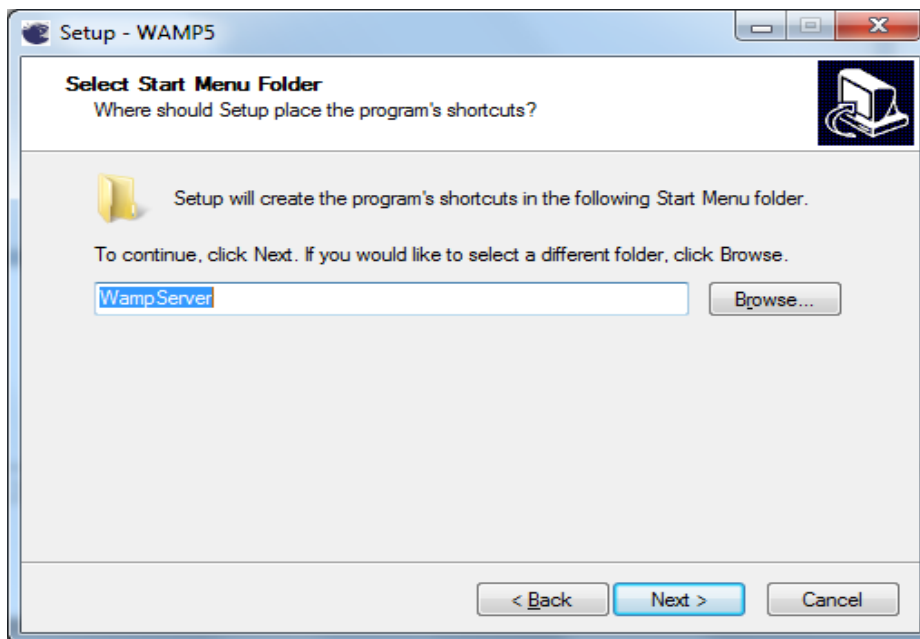 Setup - WAMP5
Select Start Menu Folder
Where should Setup place the program's shortcuts?
Setup will create the program's shortcuts in the following Start Menu folder.
To continue, click Next. If you would like to select a different folder, click Browse.
WampServer
Browse...
< Back
Next >
Cancel